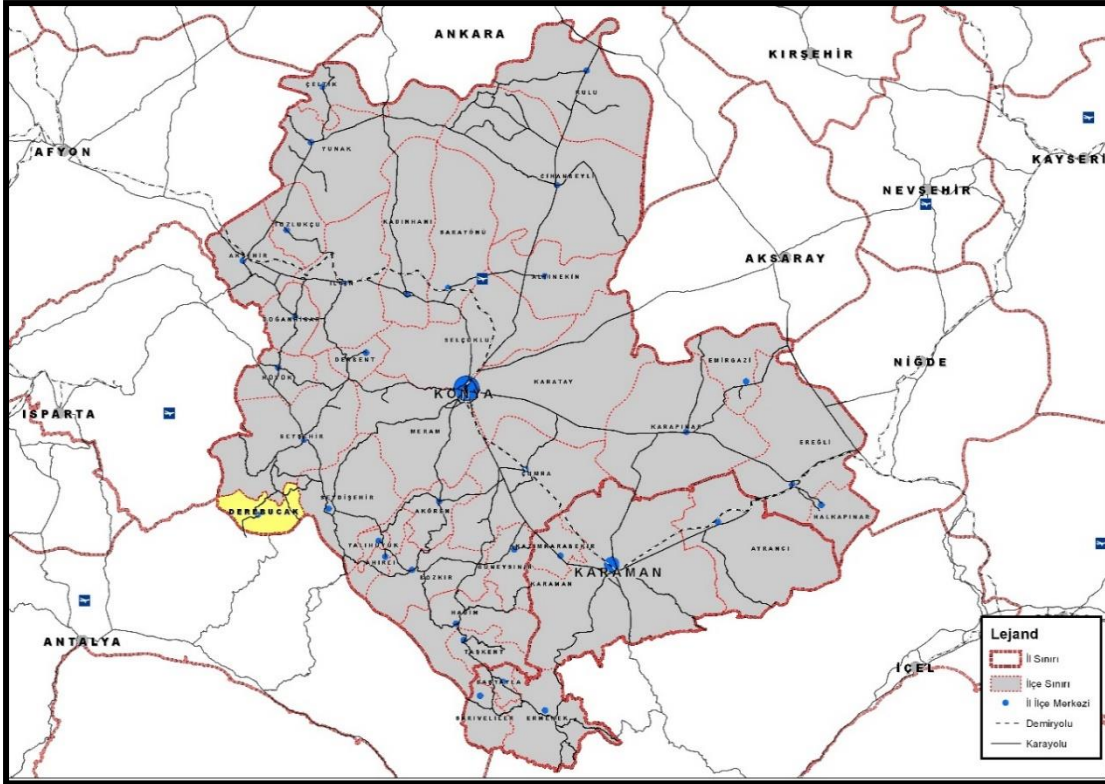 ANKARA
KIRŞEHİR
ÇELTİK
KULU
AFYON
YUNAK
KAYSERİ
CİHANBEYLİ
NEVŞEHİR
TUZLUKÇU
KADINHANI
SARAYÖNÜ
AKŞEHİR
AKSARAY
ILGIN
ALTINEKİN
DOĞANHİSAR
SELÇUKLU
DERBENT
EMİRGAZİ
NİĞDE
HÜYÜK
KARATAY
KONYA
ISPARTA
MERAM
KARAPINAR
BEYŞEHİR
EREĞLİ
ÇUMRA
SEYDİŞEHİR
DEREBUCAK
AKÖREN
HALKAPINAR
YALIHÜYÜK
AHIRLI
KAZIMKARABEKİR
AYRANCI
GÜNEYSINIR
KARAMAN
BOZKIR
KARAMAN
HADİM
ANTALYA
TAŞKENT
İÇEL
BAŞYAYLA
SARIVELİLER
ERMENEK
Lejand
İl Sınırı
İlçe Sınırı
İl İlçe Merkezi
Demiryolu
Karayolu